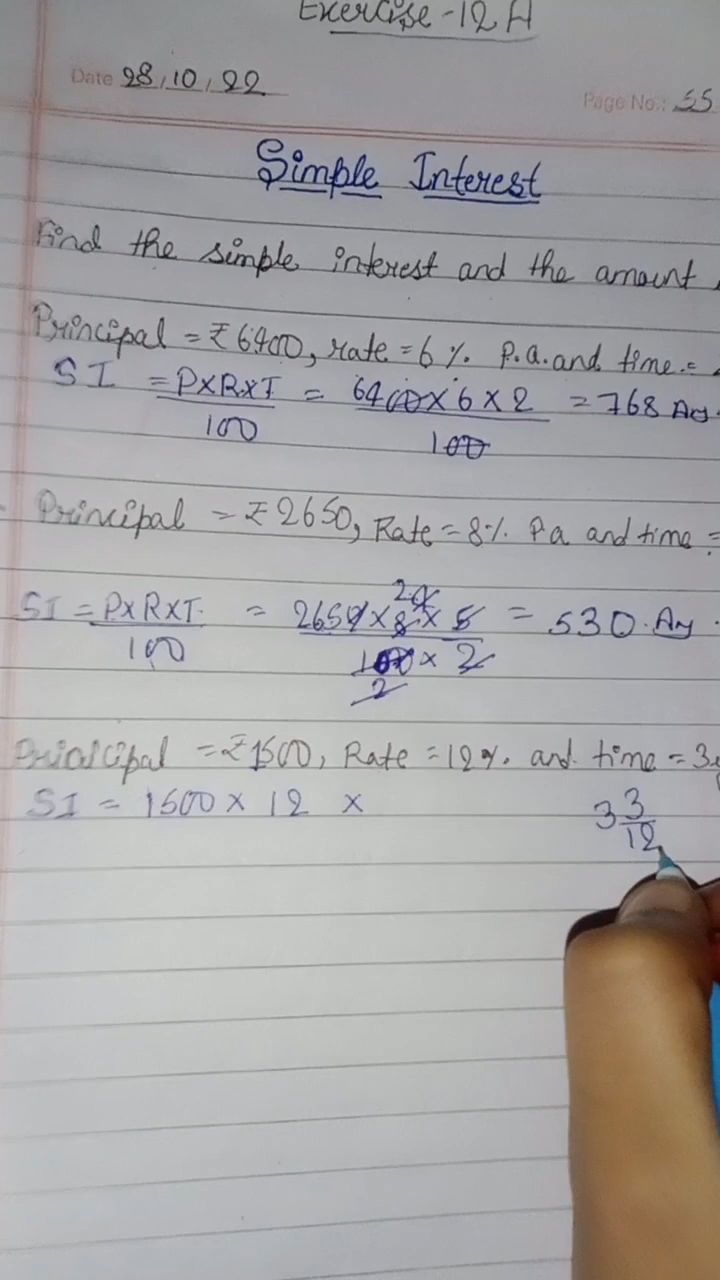 Exercise - 12 H
Date 28, 10, 22
Page No.: 55
Simple Interest
Find the simple interest and the amount
Principal = ₹6400, rate = 6 %. P.a. and time =
SI = P×R×T/100 = 6400×6×2/100 = 768 Ans
Principal = ₹2650, Rate = 8%. Pa and time =
SI = P×R×T/100 = 2650×8×5/100×2 = 530. Ans
2
Principal = ₹1500, Rate = 12%. and time = 3
SI = 1500 × 12 ×
3 3/12